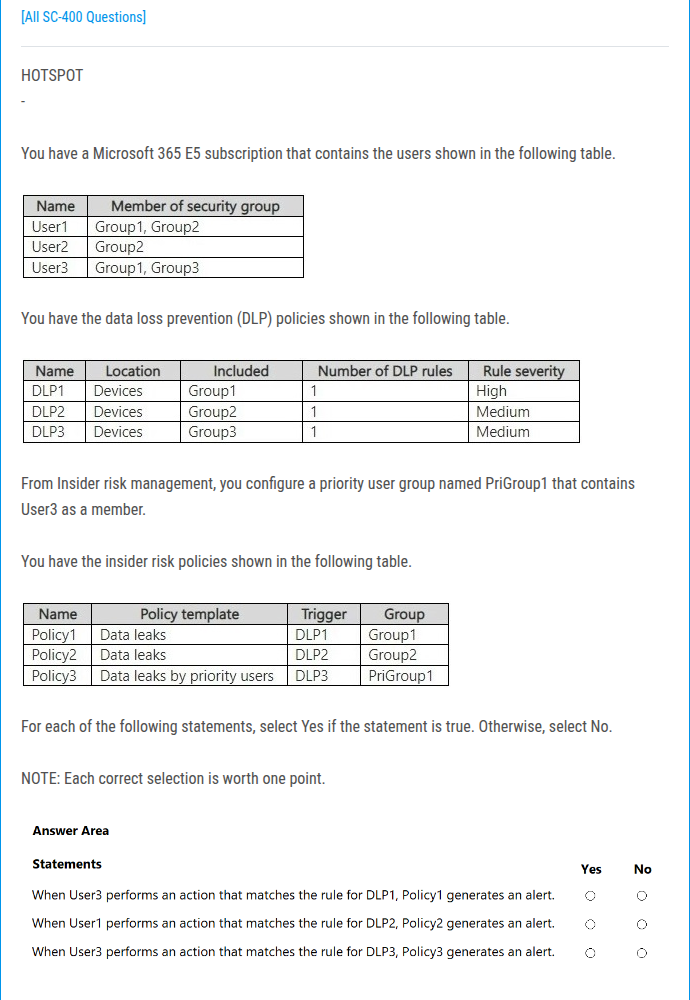 [All SC-400 Questions]
HOTSPOT
-
You have a Microsoft 365 E5 subscription that contains the users shown in the following table.
Name Member of security group
User1 Group1, Group2
User2 Group2
User3 Group1, Group3
You have the data loss prevention (DLP) policies shown in the following table.
Name Location Included Number of DLP rules Rule severity
DLP1 Devices Group1 1 High
DLP2 Devices Group2 1 Medium
DLP3 Devices Group3 1 Medium
From Insider risk management, you configure a priority user group named PriGroup1 that contains
User3 as a member.
You have the insider risk policies shown in the following table.
Name Policy template Trigger Group
Policy1 Data leaks DLP1 Group1
Policy2 Data leaks DLP2 Group2
Policy3 Data leaks by priority users DLP3 PriGroup1
For each of the following statements, select Yes if the statement is true. Otherwise, select No.
NOTE: Each correct selection is worth one point.
Answer Area
Statements Yes No
When User3 performs an action that matches the rule for DLP1, Policy1 generates an alert.
When User1 performs an action that matches the rule for DLP2, Policy2 generates an alert.
When User3 performs an action that matches the rule for DLP3, Policy3 generates an alert.